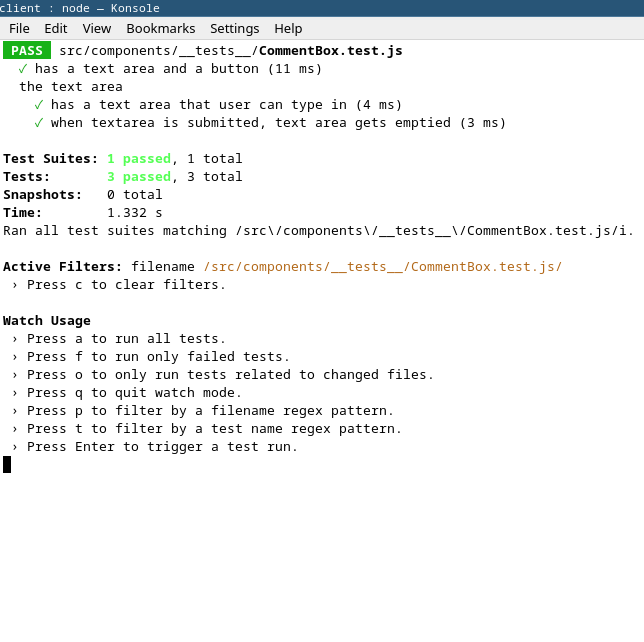 client : node — Konsole
File Edit View Bookmarks Settings Help
PASS src/components/__tests__/CommentBox.test.js
✓ has a text area and a button (11 ms)
the text area
✓ has a text area that user can type in (4 ms)
✓ when textarea is submitted, text area gets emptied (3 ms)
Test Suites: 1 passed, 1 total
Tests: 3 passed, 3 total
Snapshots: 0 total
Time: 1.332 s
Ran all test suites matching /src\/components\/__tests__\/CommentBox.test.js/i.
Active Filters: filename /src/components/__tests__/CommentBox.test.js/
› Press c to clear filters.
Watch Usage
› Press a to run all tests.
› Press f to run only failed tests.
› Press o to only run tests related to changed files.
› Press q to quit watch mode.
› Press p to filter by a filename regex pattern.
› Press t to filter by a test name regex pattern.
› Press Enter to trigger a test run.